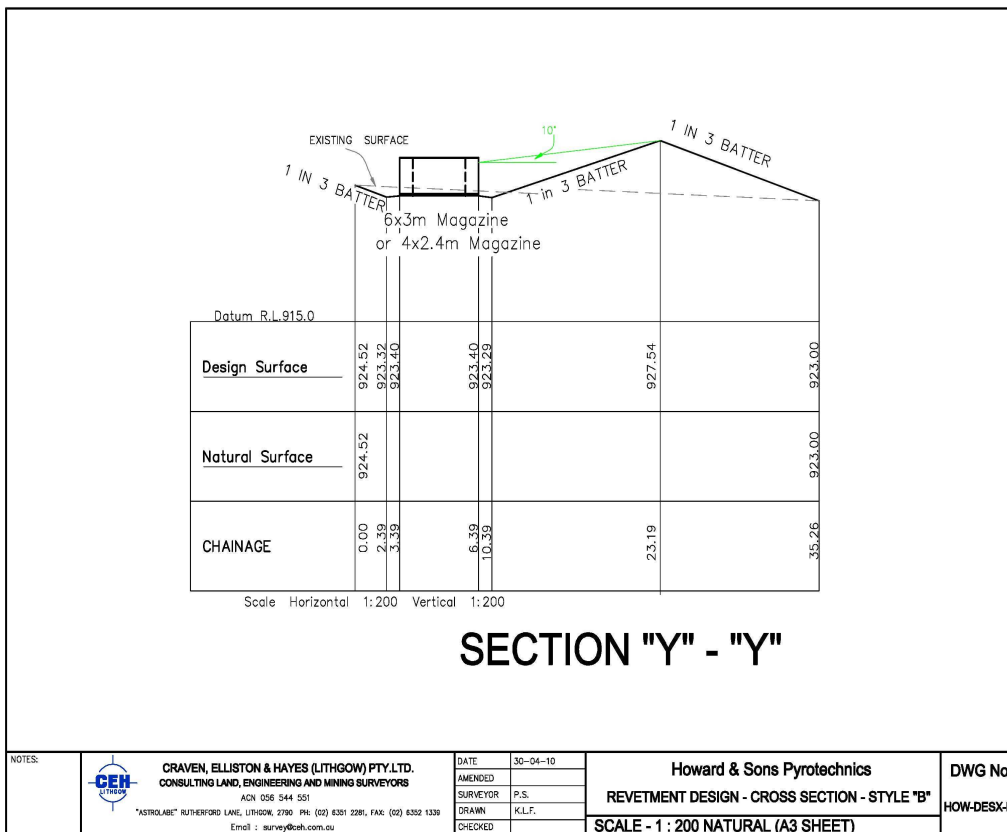 EXISTING SURFACE
10°
1 IN 3 BATTER
1 IN 3 BATTER
1 in 3 BATTER
6x3m Magazine
or 4x2.4m Magazine
Datum R.L.915.0
Design Surface
924.52
923.32
923.40
923.40
923.29
927.54
923.00
Natural Surface
924.52
923.00
CHAINAGE
0.00
2.39
3.39
6.39
10.39
23.19
35.26
Scale Horizontal 1:200 Vertical 1:200
SECTION "Y" - "Y"
NOTES:
CEH
LITHGOW
CRAVEN, ELLISTON & HAYES (LITHGOW) PTY.LTD.
CONSULTING LAND, ENGINEERING AND MINING SURVEYORS
ACN 056 544 551
"ASTROLABE" RUTHERFORD LANE, LITHGOW, 2790 PH: (02) 6351 2281, FAX: (02) 6352 1339
Email : survey@ceh.com.au
DATE 30-04-10
AMENDED
SURVEYOR P.S.
DRAWN K.L.F.
CHECKED
Howard & Sons Pyrotechnics
REVETMENT DESIGN - CROSS SECTION - STYLE "B"
SCALE - 1 : 200 NATURAL (A3 SHEET)
DWG No
HOW-DESX-